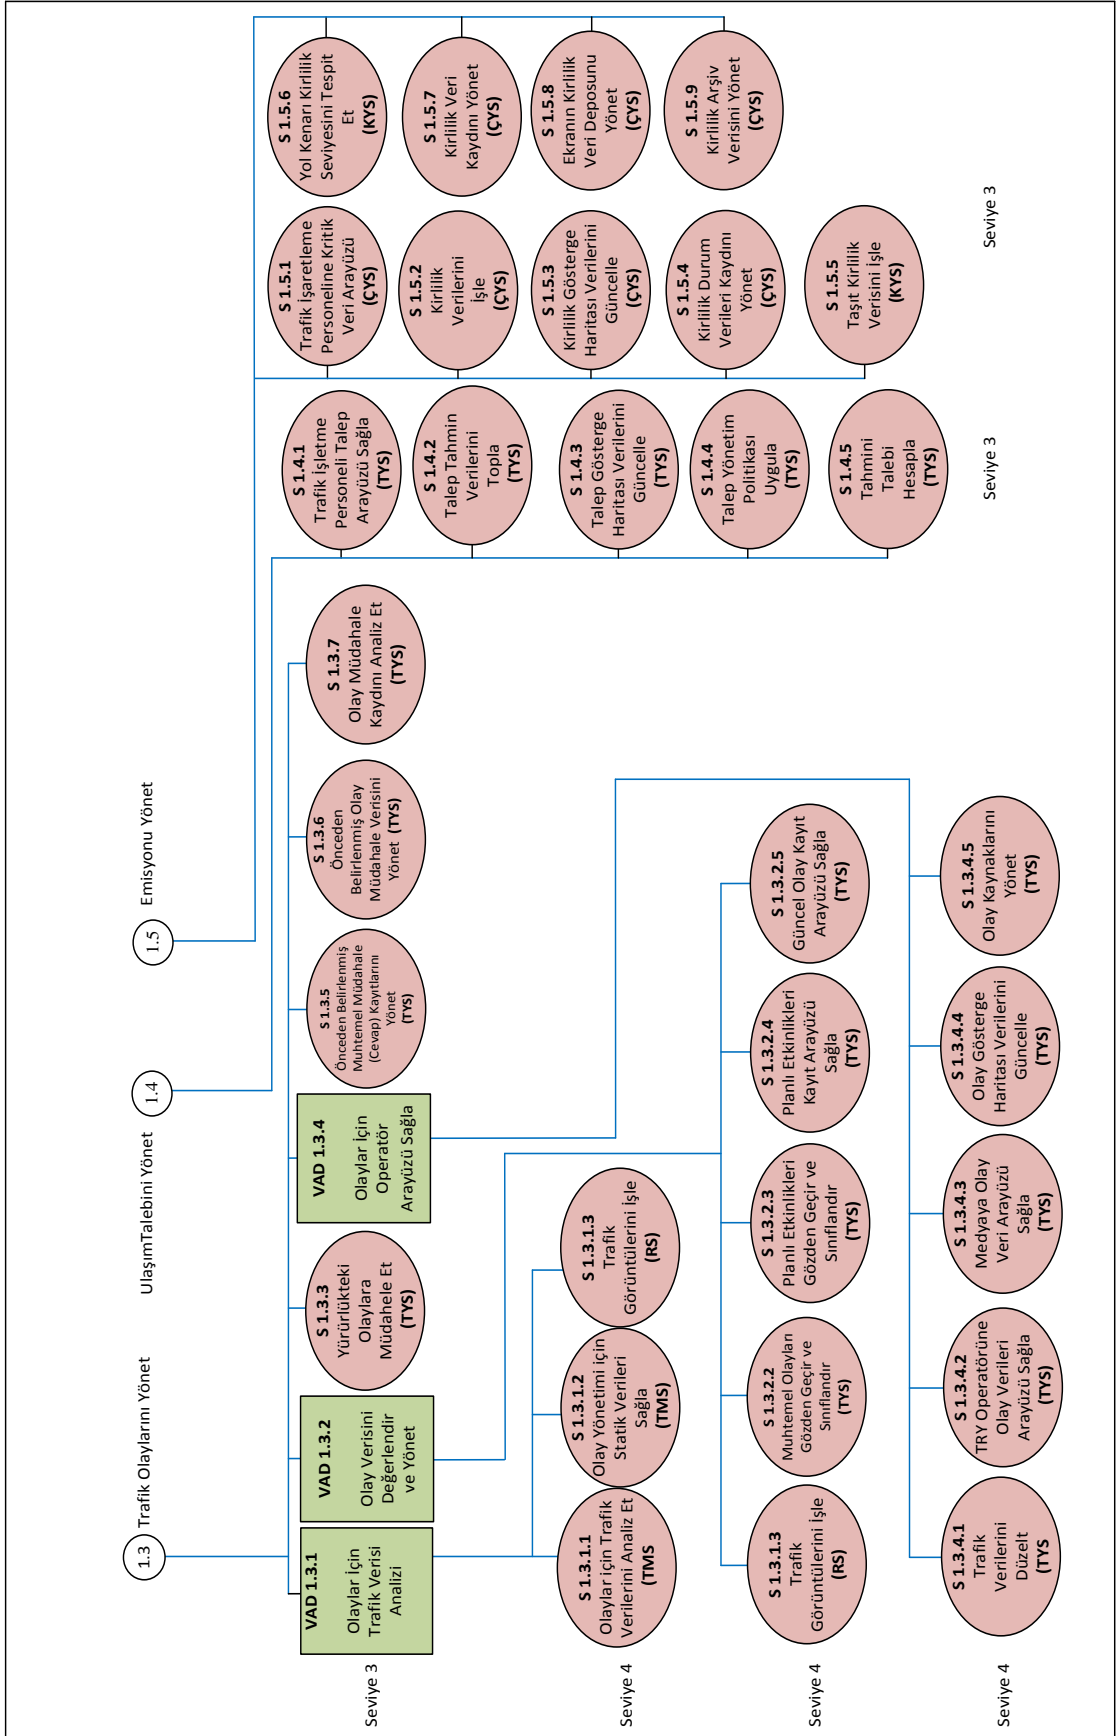 1.3
Trafik Olaylarını Yönet
UlaşımTalebini Yönet
1.4
1.5
Emisyonu Yönet
Seviye 3
VAD 1.3.1
Olaylar İçin
Trafik Verisi
Analizi
VAD 1.3.2
Olay Verisini
Değerlendir
ve Yönet
S 1.3.3
Yürürlükteki
Olaylara
Müdahele Et
(TYS)
VAD 1.3.4
Olaylar İçin
Operatör
Arayüzü Sağla
S 1.3.5
Önceden Belirlenmiş
Muhtemel Müdahale
(Cevap) Kayıtlarını
Yönet
(TYS)
S 1.3.6
Önceden
Belirlenmiş Olay
Müdahale Verisini
Yönet (TYS)
S 1.3.7
Olay Müdahale
Kaydını Analiz Et
(TYS)
Seviye 4
S 1.3.1.1
Olaylar için Trafik
Verilerini Analiz Et
(TMS
S 1.3.1.2
Olay Yönetimi için
Statik Verileri
Sağla
(TMS)
S 1.3.1.3
Trafik
Görüntülerini İşle
(RS)
Seviye 4
S 1.3.1.3
Trafik
Görüntülerini İşle
(RS)
S 1.3.2.2
Muhtemel Olayları
Gözden Geçir ve
Sınıflandır
(TYS)
S 1.3.2.3
Planlı Etkinlikleri
Gözden Geçir ve
Sınıflandır
(TYS)
S 1.3.2.4
Planlı Etkinlikleri
Kayıt Arayüzü
Sağla
(TYS)
S 1.3.2.5
Güncel Olay Kayıt
Arayüzü Sağla
(TYS)
Seviye 4
S 1.3.4.1
Trafik
Verilerini
Düzelt
(TYS
S 1.3.4.2
TRY Operatörüne
Olay Verileri
Arayüzü Sağla
(TYS)
S 1.3.4.3
Medyaya Olay
Veri Arayüzü
Sağla
(TYS)
S 1.3.4.4
Olay Gösterge
Haritası Verilerini
Güncelle
(TYS)
S 1.3.4.5
Olay Kaynaklarını
Yönet
(TYS)
S 1.4.1
Trafik İşletme
Personeli Talep
Arayüzü Sağla
(TYS)
S 1.4.2
Talep Tahmin
Verilerini
Topla
(TYS)
S 1.4.3
Talep Gösterge
Haritası Verilerini
Güncelle
(TYS)
S 1.4.4
Talep Yönetim
Politikası
Uygula
(TYS)
S 1.4.5
Tahmini
Talebi
Hesapla
(TYS)
Seviye 3
S 1.5.1
Trafik İşaretleme
Personeline Kritik
Veri Arayüzü
(ÇYS)
S 1.5.2
Kirlilik
Verilerini
İşle
(ÇYS)
S 1.5.3
Kirlilik Gösterge
Haritası Verilerini
Güncelle
(ÇYS)
S 1.5.4
Kirlilik Durum
Verileri Kaydını
Yönet
(ÇYS)
S 1.5.5
Taşıt Kirlilik
Verisini İşle
(KYS)
S 1.5.6
Yol Kenarı Kirlilik
Seviyesini Tespit
Et
(KYS)
S 1.5.7
Kirlilik Veri
Kaydını Yönet
(ÇYS)
S 1.5.8
Ekranın Kirlilik
Veri Deposunu
Yönet
(ÇYS)
S 1.5.9
Kirlilik Arşiv
Verisini Yönet
(ÇYS)
Seviye 3